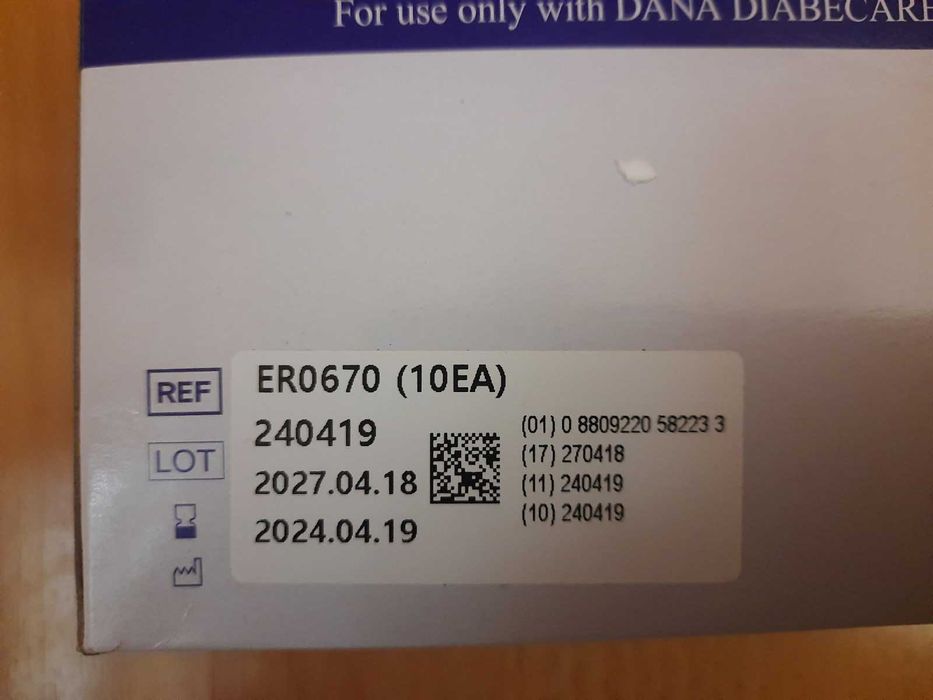 For use only with DANA DIABECARE
REF ER0670 (10EA)
LOT 240419
2027.04.18
2024.04.19
(01) 0 8809220 58223 3
(17) 270418
(11) 240419
(10) 240419